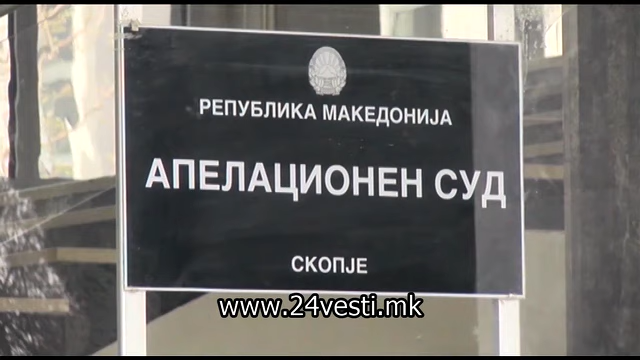 РЕПУБЛИКА МАКЕДОНИЈА
АПЕЛАЦИОНЕН СУД
СКОПЈЕ
www.24vesti.mk